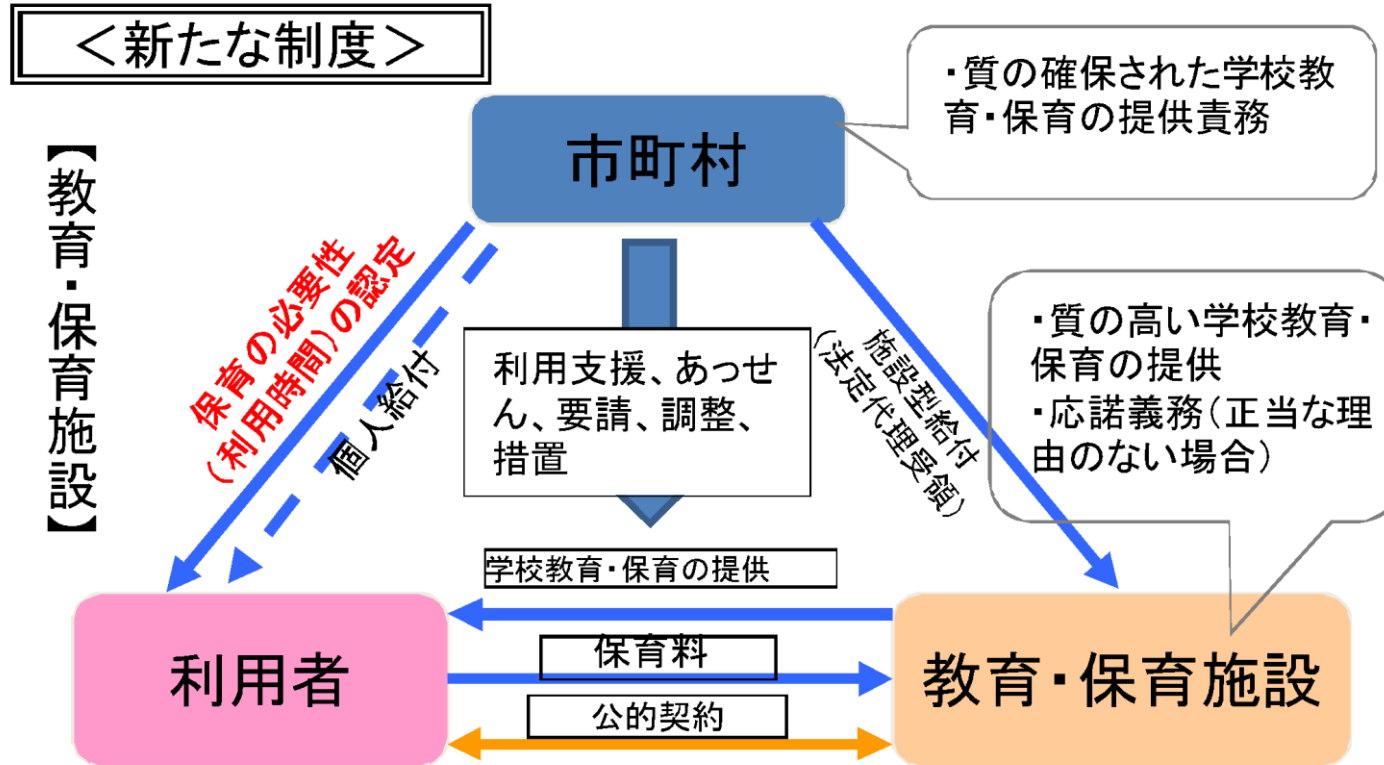 ＜新たな制度＞
【教育・保育施設】
市町村
・質の確保された学校教
育・保育の提供責務
保育の必要性
(利用時間)の認定
個人給付
利用支援、あっせ
ん、要請、調整、
措置
施設型給付
(法定代理受領)
・質の高い学校教育・
保育の提供
・応諾義務(正当な理
由のない場合)
学校教育・保育の提供
保育料
公的契約
利用者
教育・保育施設